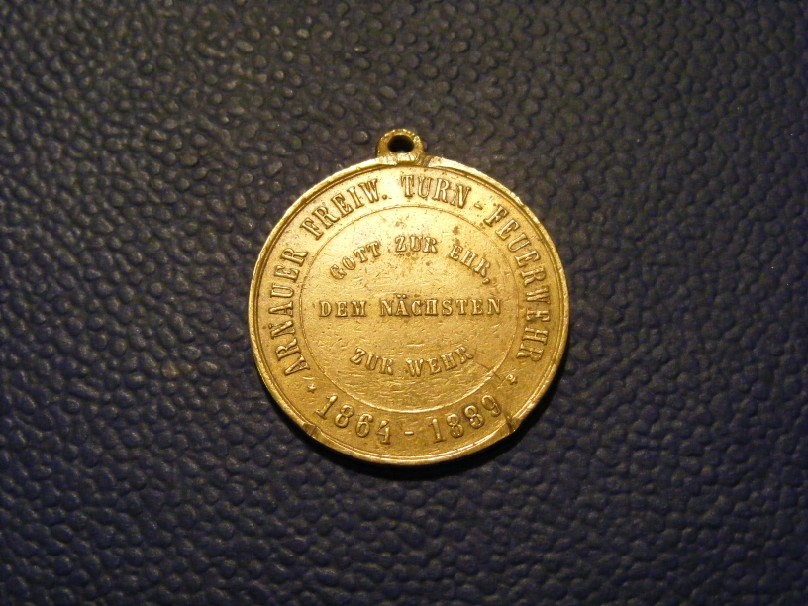 ARNAUER FREIW. TURN-FEUERWEHR
GOTT ZUR EHR,
DEM NÄCHSTEN
ZUR WEHR
* 1864 - 1889 *